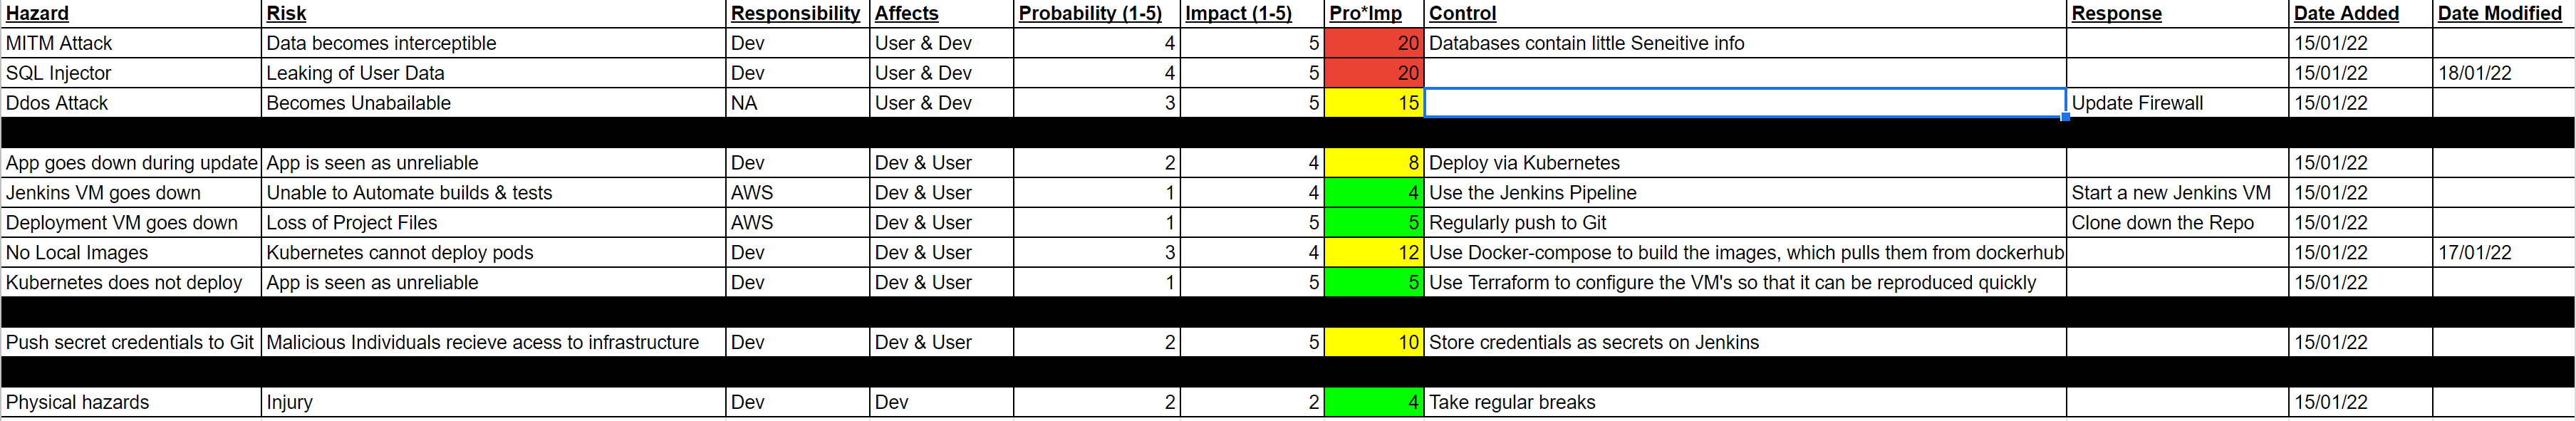 Hazard Risk Responsibility Affects Probability (1-5) Impact (1-5) Pro*Imp Control Response Date Added Date Modified
MITM Attack Data becomes interceptible Dev User & Dev 4 5 20 Databases contain little Seneitive info 15/01/22
SQL Injector Leaking of User Data Dev User & Dev 4 5 20 15/01/22 18/01/22
Ddos Attack Becomes Unabailable NA User & Dev 3 5 15 Update Firewall 15/01/22
App goes down during update App is seen as unreliable Dev Dev & User 2 4 8 Deploy via Kubernetes 15/01/22
Jenkins VM goes down Unable to Automate builds & tests AWS Dev & User 1 4 4 Use the Jenkins Pipeline Start a new Jenkins VM 15/01/22
Deployment VM goes down Loss of Project Files AWS Dev & User 1 5 5 Regularly push to Git Clone down the Repo 15/01/22
No Local Images Kubernetes cannot deploy pods Dev Dev & User 3 4 12 Use Docker-compose to build the images, which pulls them from dockerhub 15/01/22 17/01/22
Kubernetes does not deploy App is seen as unreliable Dev Dev & User 1 5 5 Use Terraform to configure the VM's so that it can be reproduced quickly 15/01/22
Push secret credentials to Git Malicious Individuals recieve acess to infrastructure Dev Dev & User 2 5 10 Store credentials as secrets on Jenkins 15/01/22
Physical hazards Injury Dev Dev 2 2 4 Take regular breaks 15/01/22